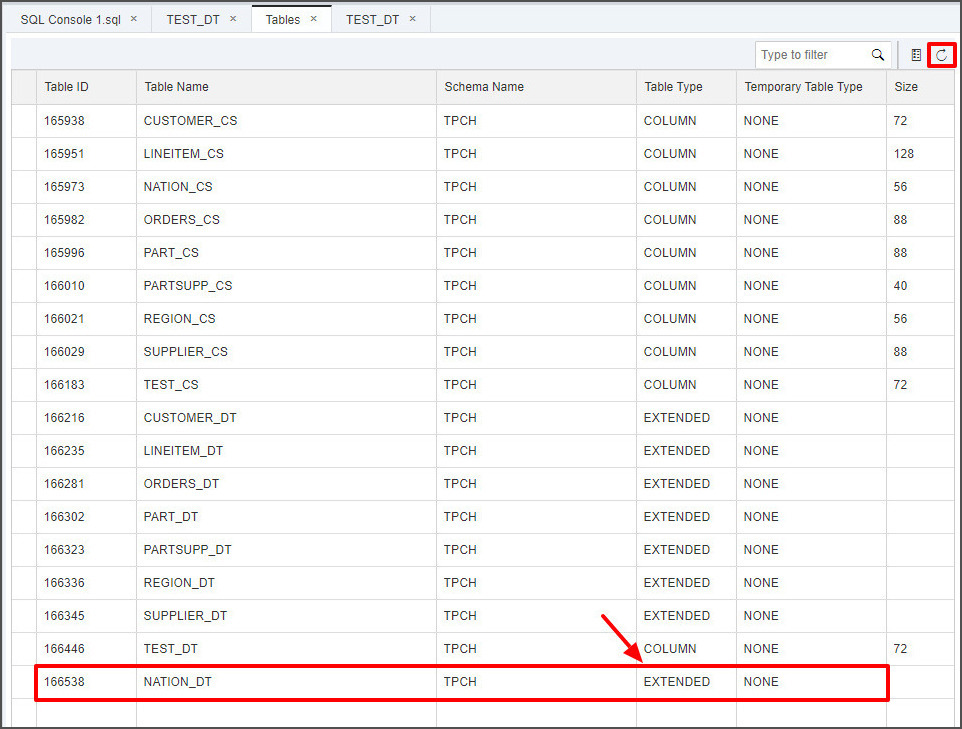 SQL Console 1.sql × TEST_DT × Tables × TEST_DT ×
Type to filter
Table ID Table Name Schema Name Table Type Temporary Table Type Size
165938 CUSTOMER_CS TPCH COLUMN NONE 72
165951 LINEITEM_CS TPCH COLUMN NONE 128
165973 NATION_CS TPCH COLUMN NONE 56
165982 ORDERS_CS TPCH COLUMN NONE 88
165996 PART_CS TPCH COLUMN NONE 88
166010 PARTSUPP_CS TPCH COLUMN NONE 40
166021 REGION_CS TPCH COLUMN NONE 56
166029 SUPPLIER_CS TPCH COLUMN NONE 88
166183 TEST_CS TPCH COLUMN NONE 72
166216 CUSTOMER_DT TPCH EXTENDED NONE
166235 LINEITEM_DT TPCH EXTENDED NONE
166281 ORDERS_DT TPCH EXTENDED NONE
166302 PART_DT TPCH EXTENDED NONE
166323 PARTSUPP_DT TPCH EXTENDED NONE
166336 REGION_DT TPCH EXTENDED NONE
166345 SUPPLIER_DT TPCH EXTENDED NONE
166446 TEST_DT TPCH COLUMN NONE 72
166538 NATION_DT TPCH EXTENDED NONE